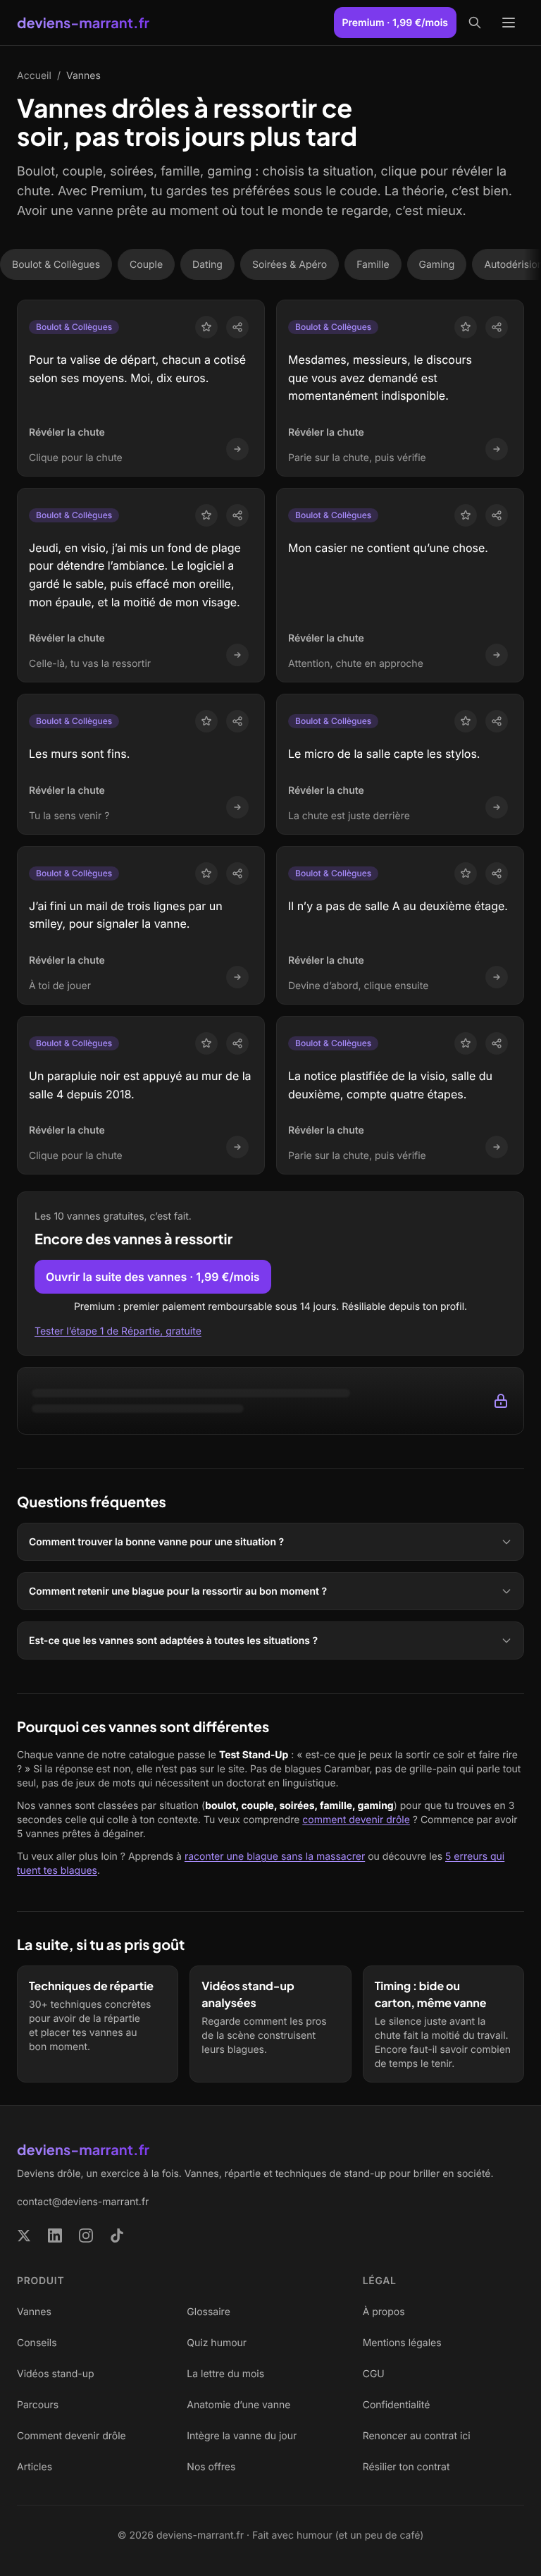 deviens-marrant.fr
Premium · 1,99 €/mois
Accueil / Vannes
Vannes drôles à ressortir ce
soir, pas trois jours plus tard
Boulot, couple, soirées, famille, gaming : choisis ta situation, clique pour révéler la
chute. Avec Premium, tu gardes tes préférées sous le coude. La théorie, c’est bien.
Avoir une vanne prête au moment où tout le monde te regarde, c’est mieux.
Boulot & Collègues
Couple
Dating
Soirées & Apéro
Famille
Gaming
Autodérision
Boulot & Collègues
Pour ta valise de départ, chacun a cotisé
selon ses moyens. Moi, dix euros.
Révéler la chute
Clique pour la chute
Boulot & Collègues
Mesdames, messieurs, le discours
que vous avez demandé est
momentanément indisponible.
Révéler la chute
Parie sur la chute, puis vérifie
Boulot & Collègues
Jeudi, en visio, j’ai mis un fond de plage
pour détendre l’ambiance. Le logiciel a
gardé le sable, puis effacé mon oreille,
mon épaule, et la moitié de mon visage.
Révéler la chute
Celle-là, tu vas la ressortir
Boulot & Collègues
Mon casier ne contient qu’une chose.
Révéler la chute
Attention, chute en approche
Boulot & Collègues
Les murs sont fins.
Révéler la chute
Tu la sens venir ?
Boulot & Collègues
Le micro de la salle capte les stylos.
Révéler la chute
La chute est juste derrière
Boulot & Collègues
J’ai fini un mail de trois lignes par un
smiley, pour signaler la vanne.
Révéler la chute
À toi de jouer
Boulot & Collègues
Il n’y a pas de salle A au deuxième étage.
Révéler la chute
Devine d’abord, clique ensuite
Boulot & Collègues
Un parapluie noir est appuyé au mur de la
salle 4 depuis 2018.
Révéler la chute
Clique pour la chute
Boulot & Collègues
La notice plastifiée de la visio, salle du
deuxième, compte quatre étapes.
Révéler la chute
Parie sur la chute, puis vérifie
Les 10 vannes gratuites, c’est fait.
Encore des vannes à ressortir
Ouvrir la suite des vannes · 1,99 €/mois
Premium : premier paiement remboursable sous 14 jours. Résiliable depuis ton profil.
Tester l’étape 1 de Répartie, gratuite
Questions fréquentes
Comment trouver la bonne vanne pour une situation ?
Comment retenir une blague pour la ressortir au bon moment ?
Est-ce que les vannes sont adaptées à toutes les situations ?
Pourquoi ces vannes sont différentes
Chaque vanne de notre catalogue passe le Test Stand-Up : « est-ce que je peux la sortir ce soir et faire rire
? » Si la réponse est non, elle n’est pas sur le site. Pas de blagues Carambar, pas de grille-pain qui parle tout
seul, pas de jeux de mots qui nécessitent un doctorat en linguistique.
Nos vannes sont classées par situation (boulot, couple, soirées, famille, gaming) pour que tu trouves en 3
secondes celle qui colle à ton contexte. Tu veux comprendre comment devenir drôle ? Commence par avoir
5 vannes prêtes à dégainer.
Tu veux aller plus loin ? Apprends à raconter une blague sans la massacrer ou découvre les 5 erreurs qui
tuent tes blagues.
La suite, si tu as pris goût
Techniques de répartie
30+ techniques concrètes
pour avoir de la répartie
et placer tes vannes au
bon moment.
Vidéos stand-up
analysées
Regarde comment les pros
de la scène construisent
leurs blagues.
Timing : bide ou
carton, même vanne
Le silence juste avant la
chute fait la moitié du travail.
Encore faut-il savoir combien
de temps le tenir.
deviens-marrant.fr
Deviens drôle, un exercice à la fois. Vannes, répartie et techniques de stand-up pour briller en société.
contact@deviens-marrant.fr
PRODUIT
Vannes
Conseils
Vidéos stand-up
Parcours
Comment devenir drôle
Articles
Glossaire
Quiz humour
La lettre du mois
Anatomie d’une vanne
Intègre la vanne du jour
Nos offres
LÉGAL
À propos
Mentions légales
CGU
Confidentialité
Renoncer au contrat ici
Résilier ton contrat
© 2026 deviens-marrant.fr · Fait avec humour (et un peu de café)